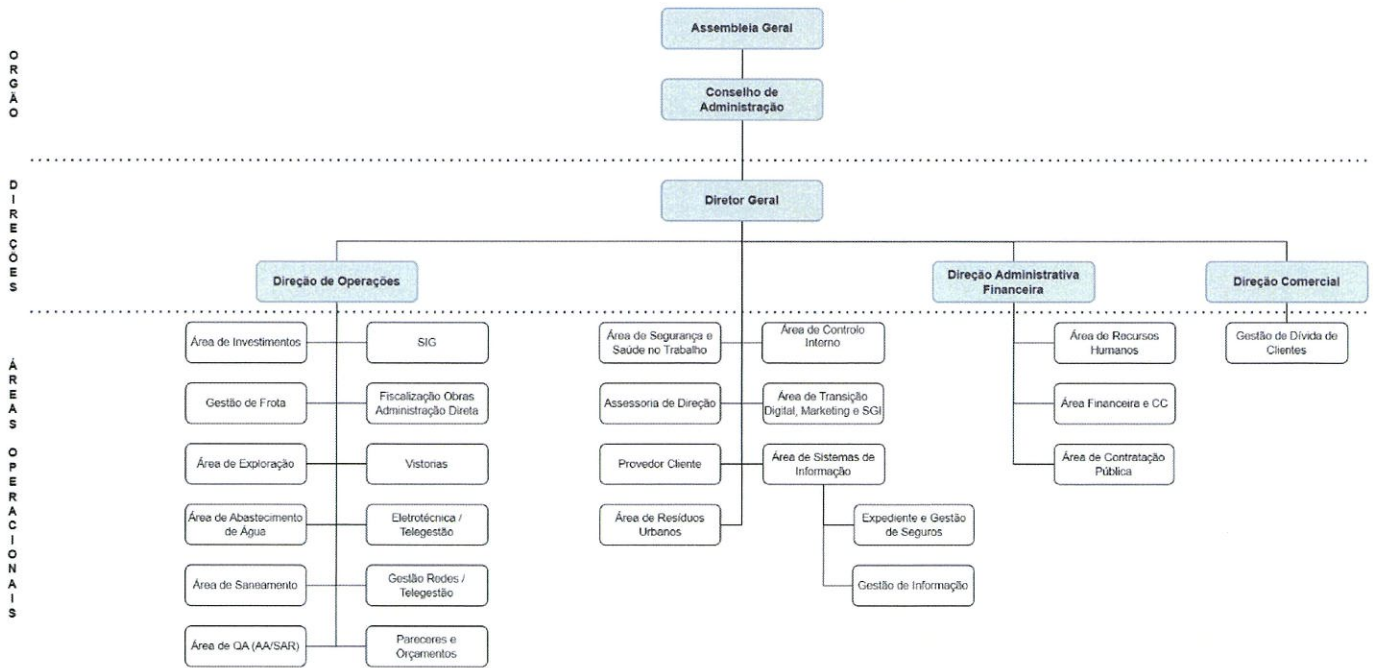 ORGÃO
Assembleia Geral
Conselho de
Administração
DIREÇÕES
Diretor Geral
Direção de Operações
Direção Administrativa
Financeira
Direção Comercial
ÁREAS OPERACIONAIS
Área de Investimentos
SIG
Gestão de Frota
Fiscalização Obras
Administração Direta
Área de Exploração
Vistorias
Área de Abastecimento
de Água
Eletrotécnica /
Telegestão
Área de Saneamento
Gestão Redes /
Telegestão
Área de QA (AA/SAR)
Pareceres e
Orçamentos
Área de Segurança e
Saúde no Trabalho
Área de Controlo
Interno
Assessoria de Direção
Área de Transição
Digital, Marketing e SGI
Provedor Cliente
Área de Sistemas de
Informação
Área de Resíduos
Urbanos
Expediente e Gestão
de Seguros
Gestão de Informação
Área de Recursos
Humanos
Área Financeira e CC
Área de Contratação
Pública
Gestão de Dívida de
Clientes